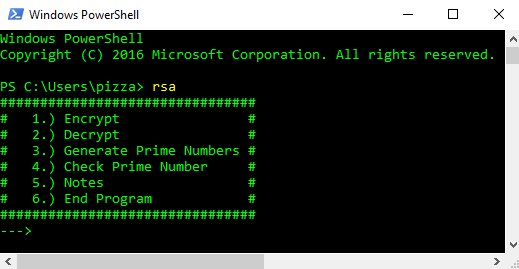 Windows PowerShell
Windows PowerShell
Copyright (C) 2016 Microsoft Corporation. All rights reserved.
PS C:\Users\pizza> rsa
################################
#   1.) Encrypt                #
#   2.) Decrypt                #
#   3.) Generate Prime Numbers #
#   4.) Check Prime Number     #
#   5.) Notes                  #
#   6.) End Program            #
################################
--->